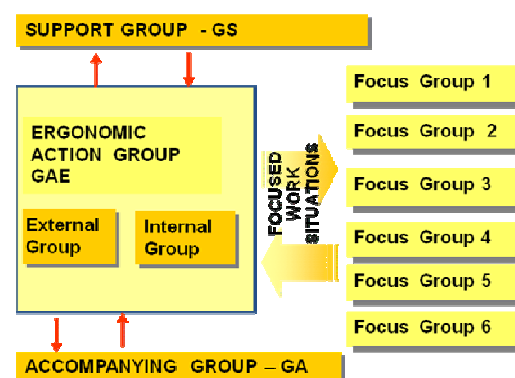 SUPPORT GROUP - GS
ERGONOMIC
ACTION GROUP
GAE
External
Group
Internal
Group
FOCUSED
WORK
SITUATIONS
Focus Group 1
Focus Group 2
Focus Group 3
Focus Group 4
Focus Group 5
Focus Group 6
ACCOMPANYING GROUP – GA